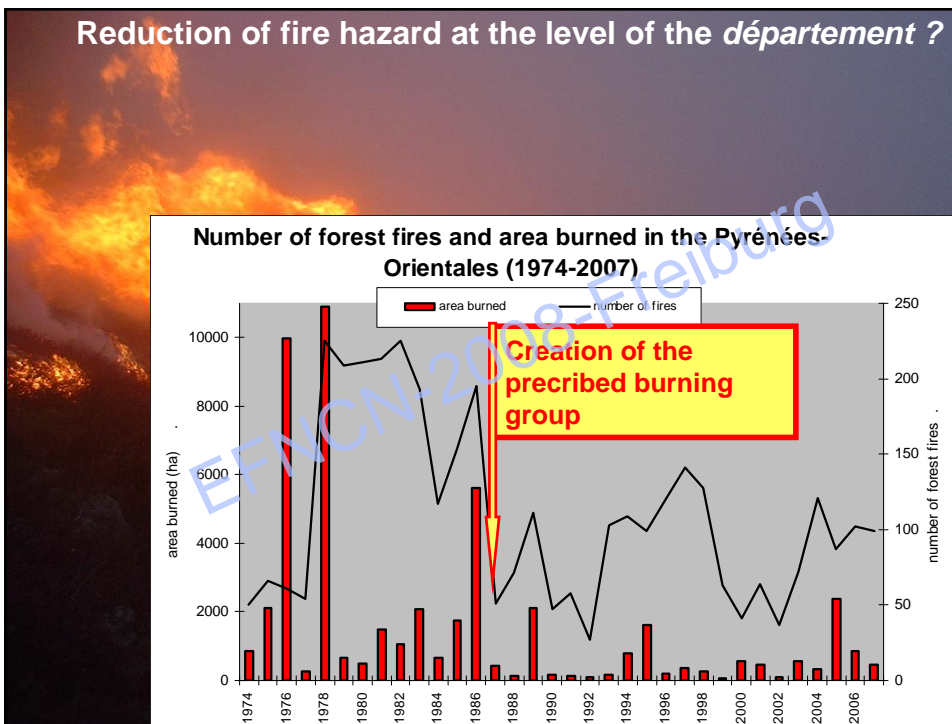 Reduction of fire hazard at the level of the département ?
Number of forest fires and area burned in the Pyrénées-
Orientales (1974-2007)
area burned
number of fires
Creation of the
precribed burning
group
EFNCN-2008-Freiburg
area burned (ha) .
10000
8000
6000
4000
2000
0
250
200
150
100
50
0
number of forest fires .
1974
1976
1978
1980
1982
1984
1986
1988
1990
1992
1994
1996
1998
2000
2002
2004
2006